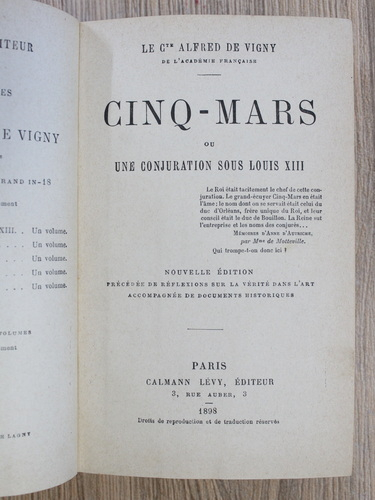 ITEUR
ES
E VIGNY
RAND IN-18
XIII. . Un volume.
. . . . Un volume.
. . . . Un volume.
. . . . Un volume.
. . . . Un volume.
OLUMES
LAGNY
LE Cte ALFRED DE VIGNY
DE L'ACADÉMIE FRANÇAISE
CINQ-MARS
OU
UNE CONJURATION SOUS LOUIS XIII
Le Roi était tacitement le chef de cette con-
juration. Le grand-écuyer Cinq-Mars en était
l'âme; le nom dont on se servait était celui du
duc d'Orléans, frère unique du Roi, et leur
conseil était le duc de Bouillon. La Reine sut
l'entreprise et les noms des conjurés...
MÉMOIRES D'ANNE D'AUTRICHE,
par Mme de Motteville.
Qui trompe-t-on donc ici?
NOUVELLE ÉDITION
PRÉCÉDÉE DE RÉFLEXIONS SUR LA VÉRITÉ DANS L'ART
ACCOMPAGNÉE DE DOCUMENTS HISTORIQUES
PARIS
CALMANN LÉVY, ÉDITEUR
3, RUE AUBER, 3
1898
Droits de reproduction et de traduction réservés